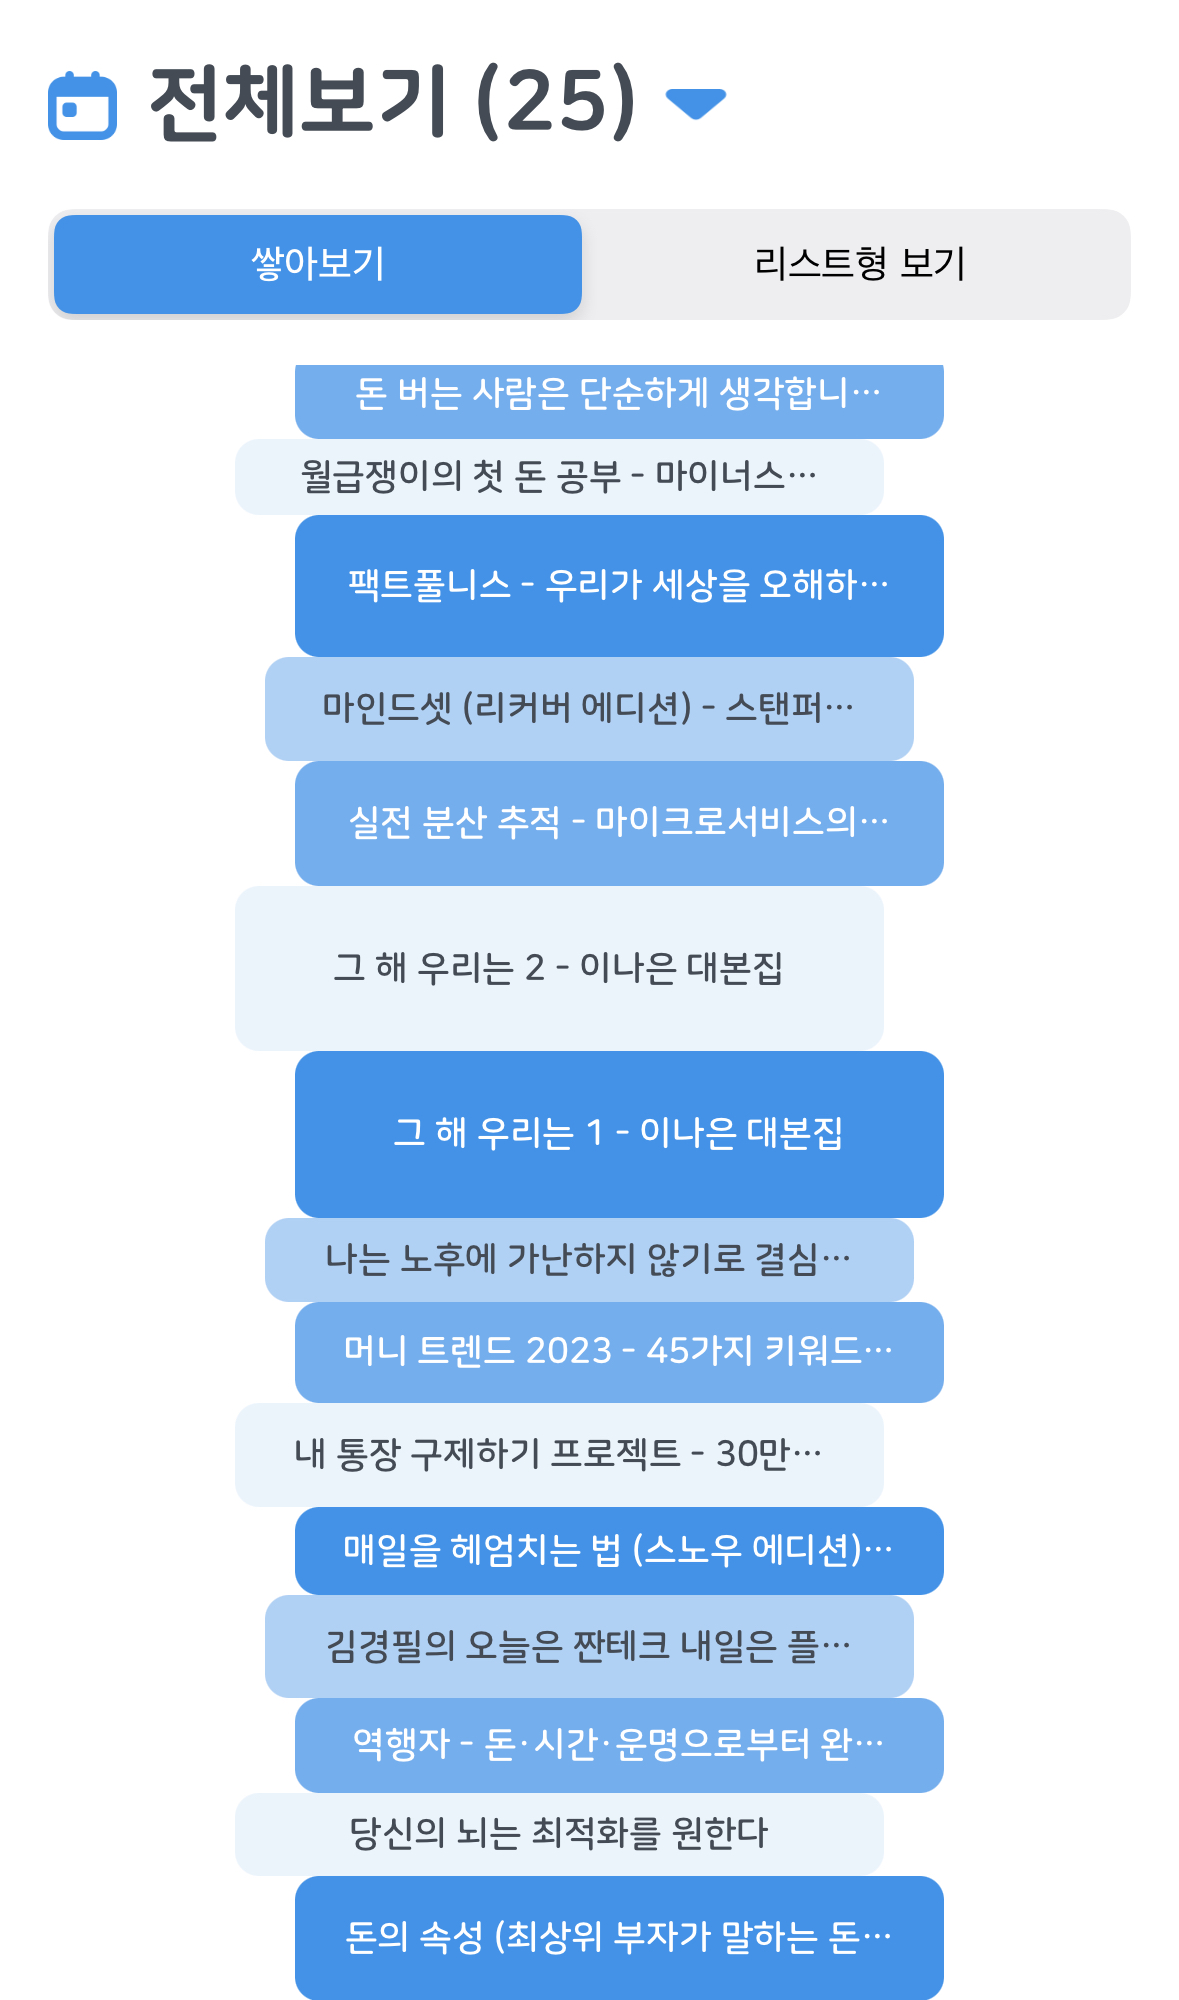 전체보기 (25)
쌓아보기
리스트형 보기
돈 버는 사람은 단순하게 생각합니…
월급쟁이의 첫 돈 공부 - 마이너스…
팩트풀니스 - 우리가 세상을 오해하…
마인드셋 (리커버 에디션) - 스탠퍼…
실전 분산 추적 - 마이크로서비스의…
그 해 우리는 2 - 이나은 대본집
그 해 우리는 1 - 이나은 대본집
나는 노후에 가난하지 않기로 결심…
머니 트렌드 2023 - 45가지 키워드…
내 통장 구제하기 프로젝트 - 30만…
매일을 헤엄치는 법 (스노우 에디션)…
김경필의 오늘은 짠테크 내일은 플…
역행자 - 돈·시간·운명으로부터 완…
당신의 뇌는 최적화를 원한다
돈의 속성 (최상위 부자가 말하는 돈…